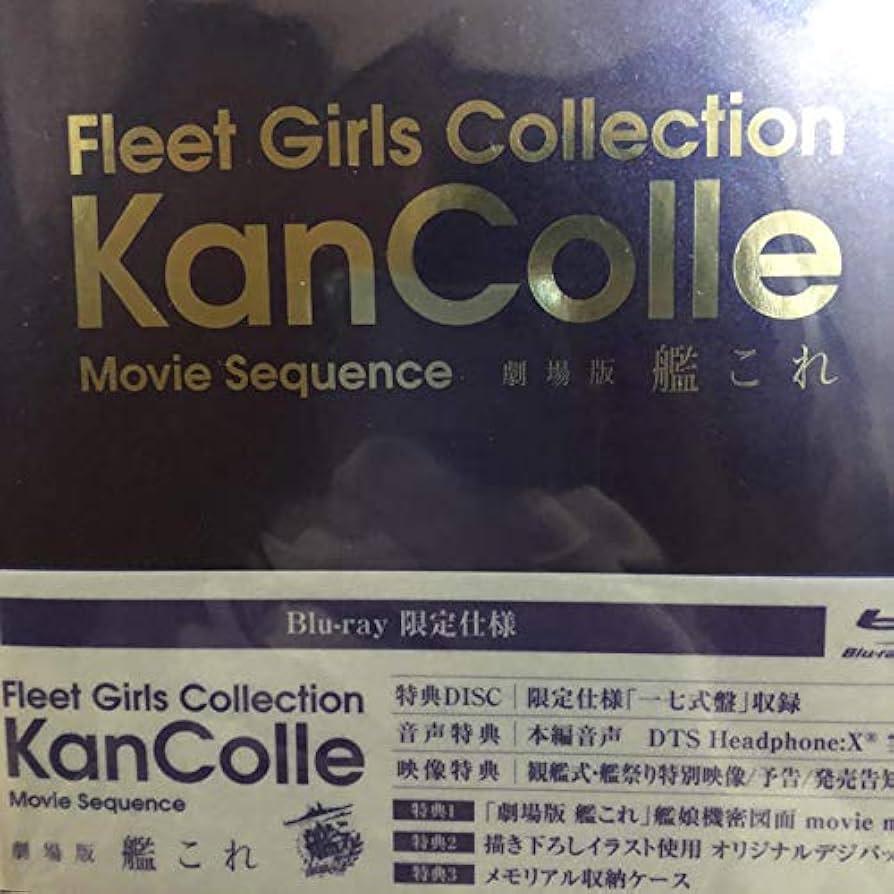 Fleet Girls Collection
KanColle
Movie Sequence 劇場版 艦これ
Blu-ray 限定仕様
Fleet Girls Collection
KanColle
Movie Sequence
劇場版 艦これ
特典DISC 限定仕様「一七式盤」収録
音声特典 本編音声 DTS Headphone:X®
映像特典 観艦式・艦祭り特別映像/予告/発売告知
特典1 「劇場版 艦これ」艦娘機密図面 movie
特典2 描き下ろしイラスト使用 オリジナルデジパッ
特典3 メモリアル収納ケース